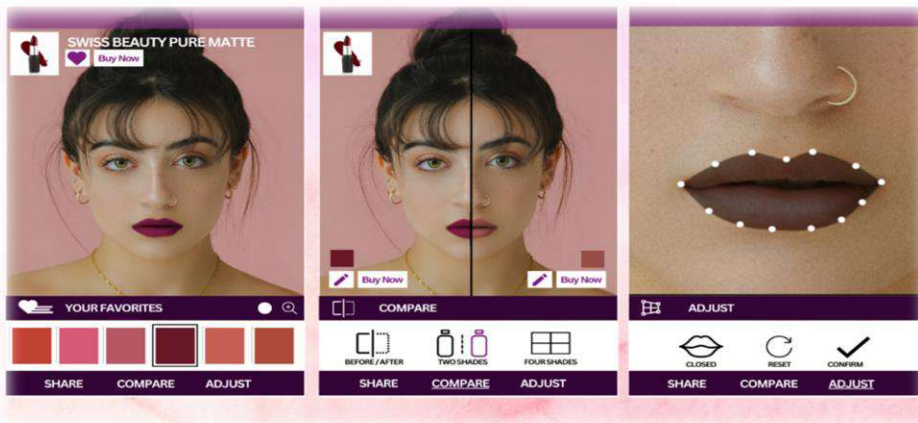 SWISS BEAUTY PURE MATTE
Buy Now
YOUR FAVORITES
SHARE COMPARE ADJUST
Buy Now
Buy Now
COMPARE
BEFORE / AFTER
TWO SHADES
FOUR SHADES
SHARE COMPARE ADJUST
ADJUST
CLOSED
RESET
CONFIRM
SHARE COMPARE ADJUST